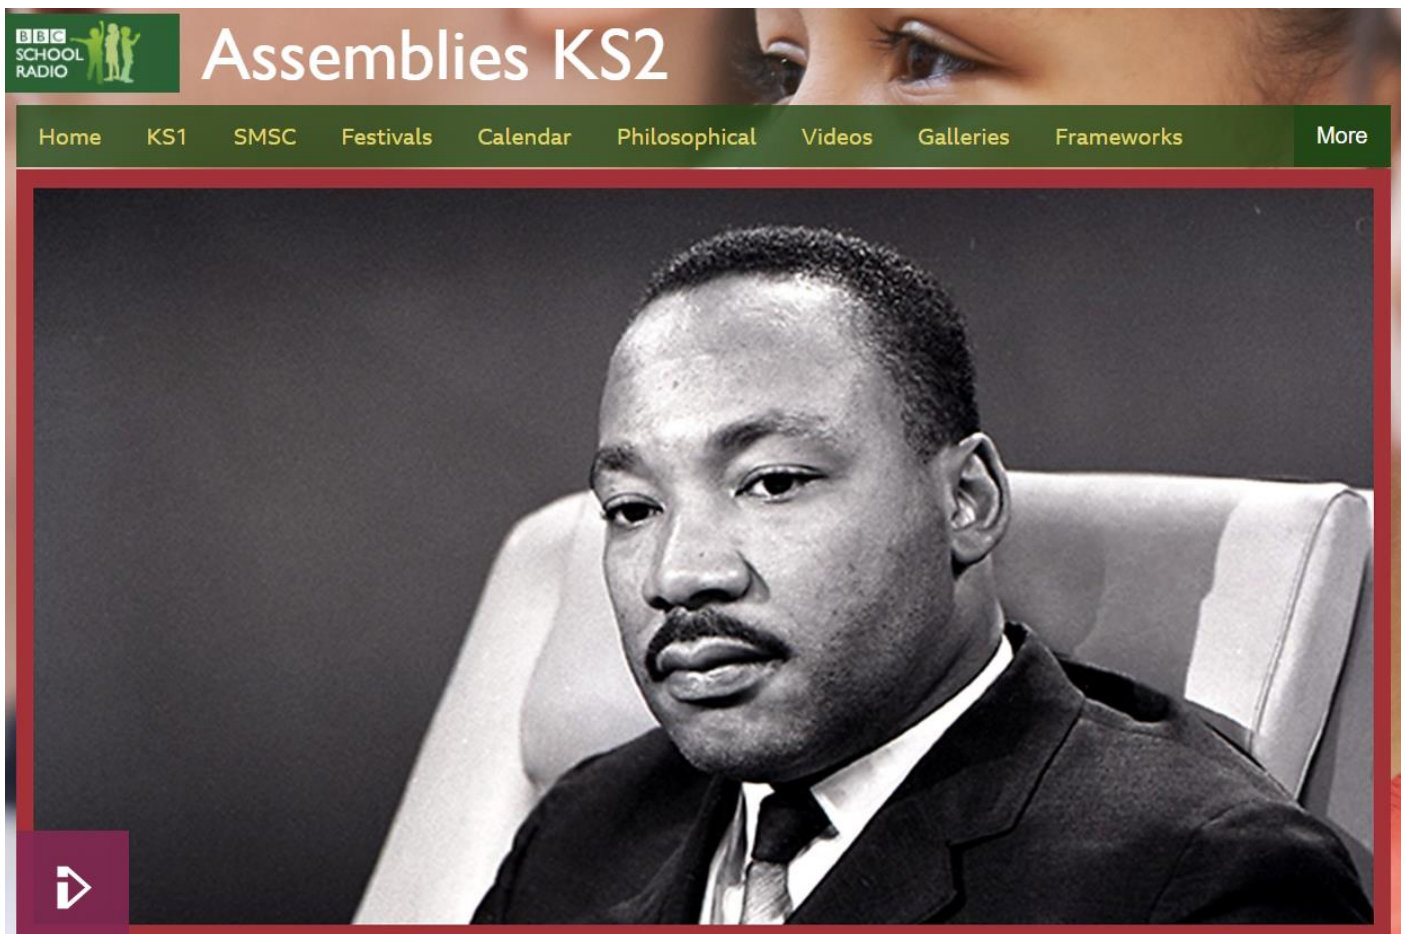 BBC
SCHOOL
RADIO
Assemblies KS2
Home KS1 SMSC Festivals Calendar Philosophical Videos Galleries Frameworks More